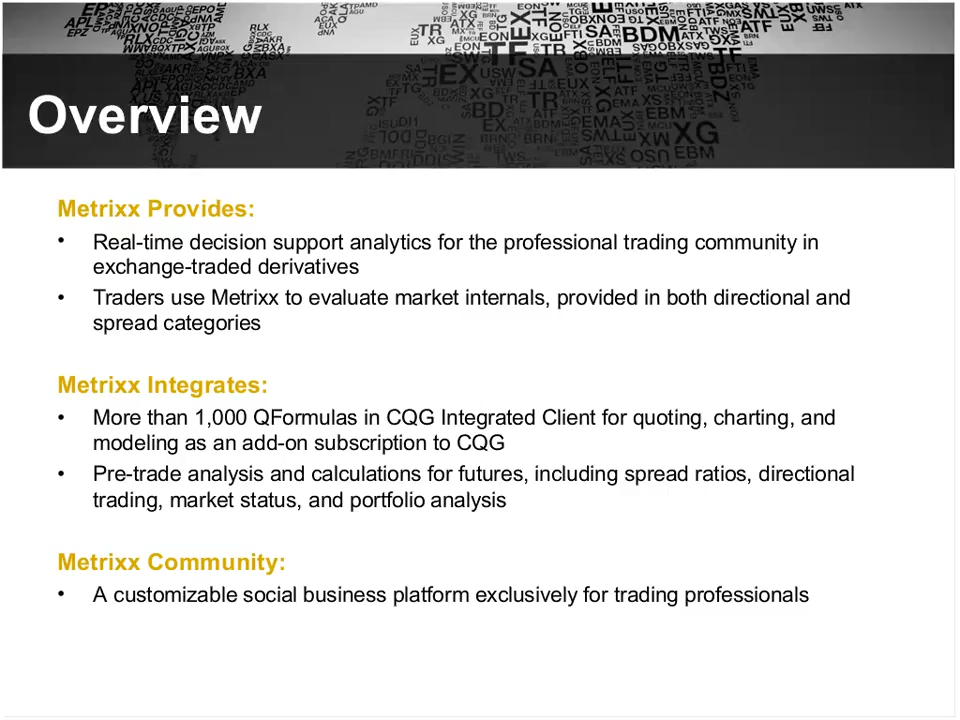 Overview
Metrixx Provides:
• Real-time decision support analytics for the professional trading community in
exchange-traded derivatives
• Traders use Metrixx to evaluate market internals, provided in both directional and
spread categories
Metrixx Integrates:
• More than 1,000 QFormulas in CQG Integrated Client for quoting, charting, and
modeling as an add-on subscription to CQG
• Pre-trade analysis and calculations for futures, including spread ratios, directional
trading, market status, and portfolio analysis
Metrixx Community:
• A customizable social business platform exclusively for trading professionals